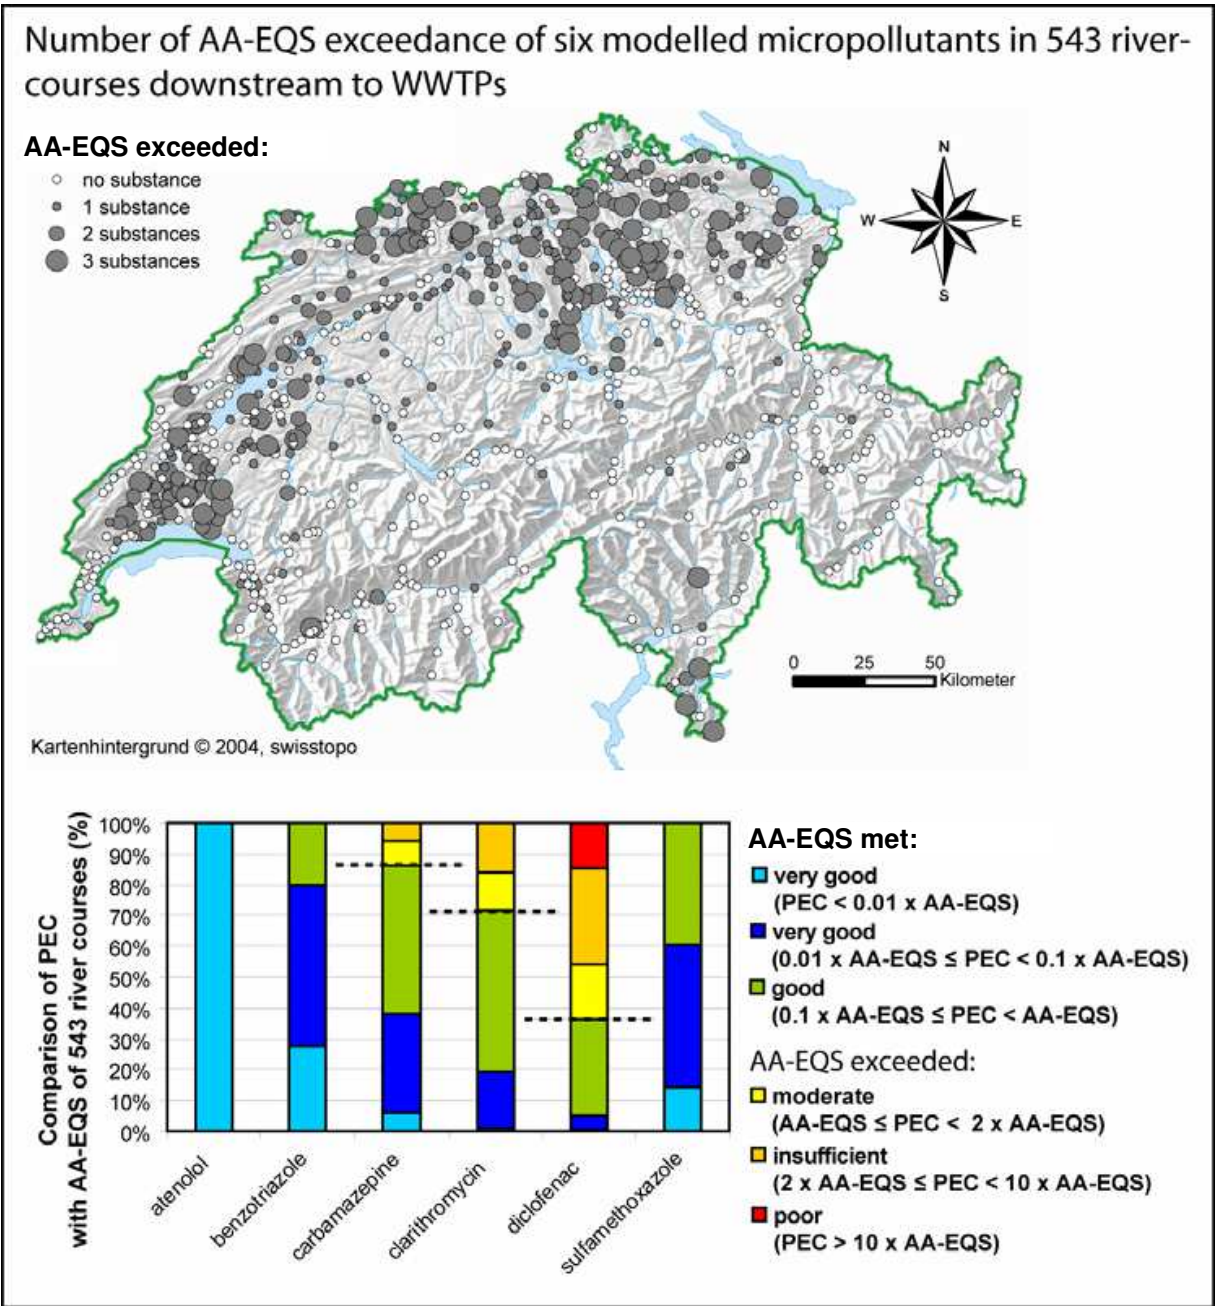 Number of AA-EQS exceedance of six modelled micropollutants in 543 river-
courses downstream to WWTPs
AA-EQS exceeded:
no substance
1 substance
2 substances
3 substances
N
W
E
S
0 25 50
Kilometer
Kartenhintergrund © 2004, swisstopo
Comparison of PEC
with AA-EQS of 543 river courses (%)
100%
90%
80%
70%
60%
50%
40%
30%
20%
10%
0%
atenolol
benzotriazole
carbamazepine
clarithromycin
diclofenac
sulfamethoxazole
AA-EQS met:
very good
(PEC < 0.01 x AA-EQS)
very good
(0.01 x AA-EQS ≤ PEC < 0.1 x AA-EQS)
good
(0.1 x AA-EQS ≤ PEC < AA-EQS)
AA-EQS exceeded:
moderate
(AA-EQS ≤ PEC < 2 x AA-EQS)
insufficient
(2 x AA-EQS ≤ PEC < 10 x AA-EQS)
poor
(PEC > 10 x AA-EQS)